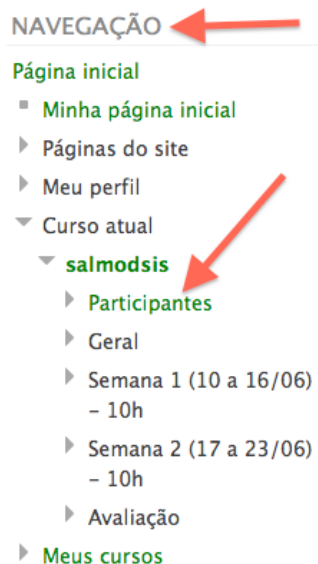 NAVEGAÇÃO
Página inicial
Minha página inicial
Páginas do site
Meu perfil
Curso atual
salmodsis
Participantes
Geral
Semana 1 (10 a 16/06)
– 10h
Semana 2 (17 a 23/06)
– 10h
Avaliação
Meus cursos